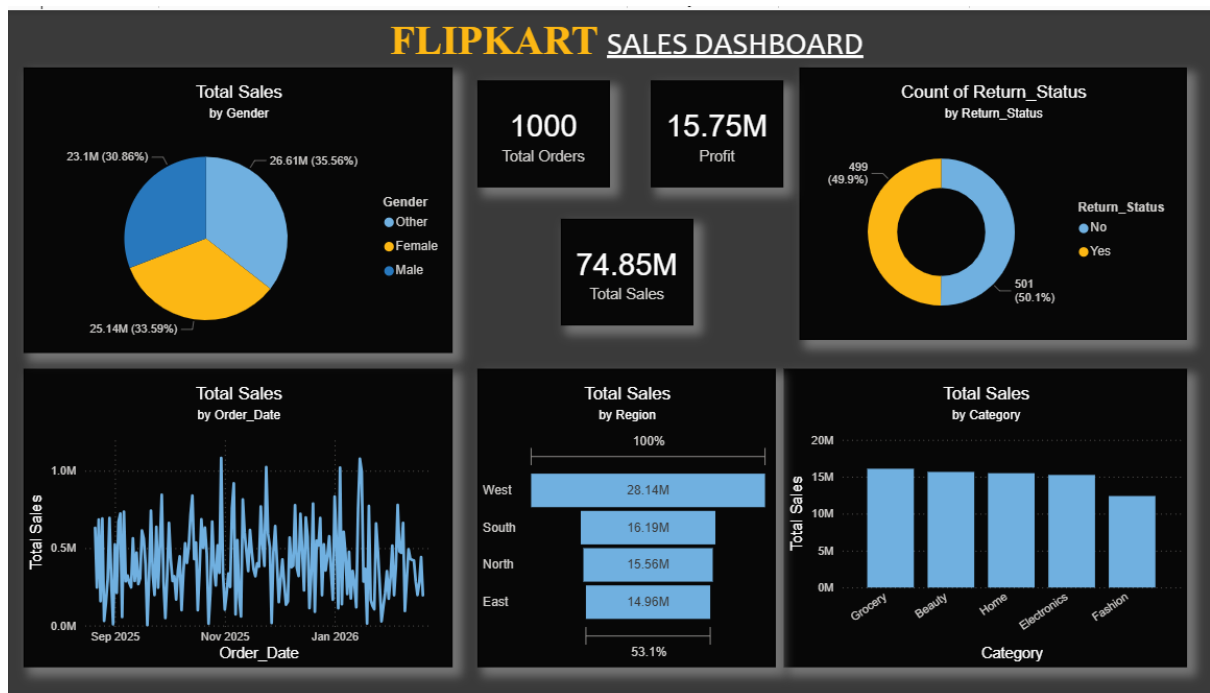 FLIPKART SALES DASHBOARD
Total Sales
by Gender
23.1M (30.86%)
26.61M (35.56%)
25.14M (33.59%)
Gender
Other
Female
Male
1000
Total Orders
15.75M
Profit
74.85M
Total Sales
Count of Return_Status
by Return_Status
499
(49.9%)
501
(50.1%)
Return_Status
No
Yes
Total Sales
by Order_Date
Total Sales
1.0M
0.5M
0.0M
Sep 2025 Nov 2025 Jan 2026
Order_Date
Total Sales
by Region
100%
West 28.14M
South 16.19M
North 15.56M
East 14.96M
53.1%
Total Sales
by Category
Total Sales
20M
15M
10M
5M
0M
Grocery Beauty Home Electronics Fashion
Category